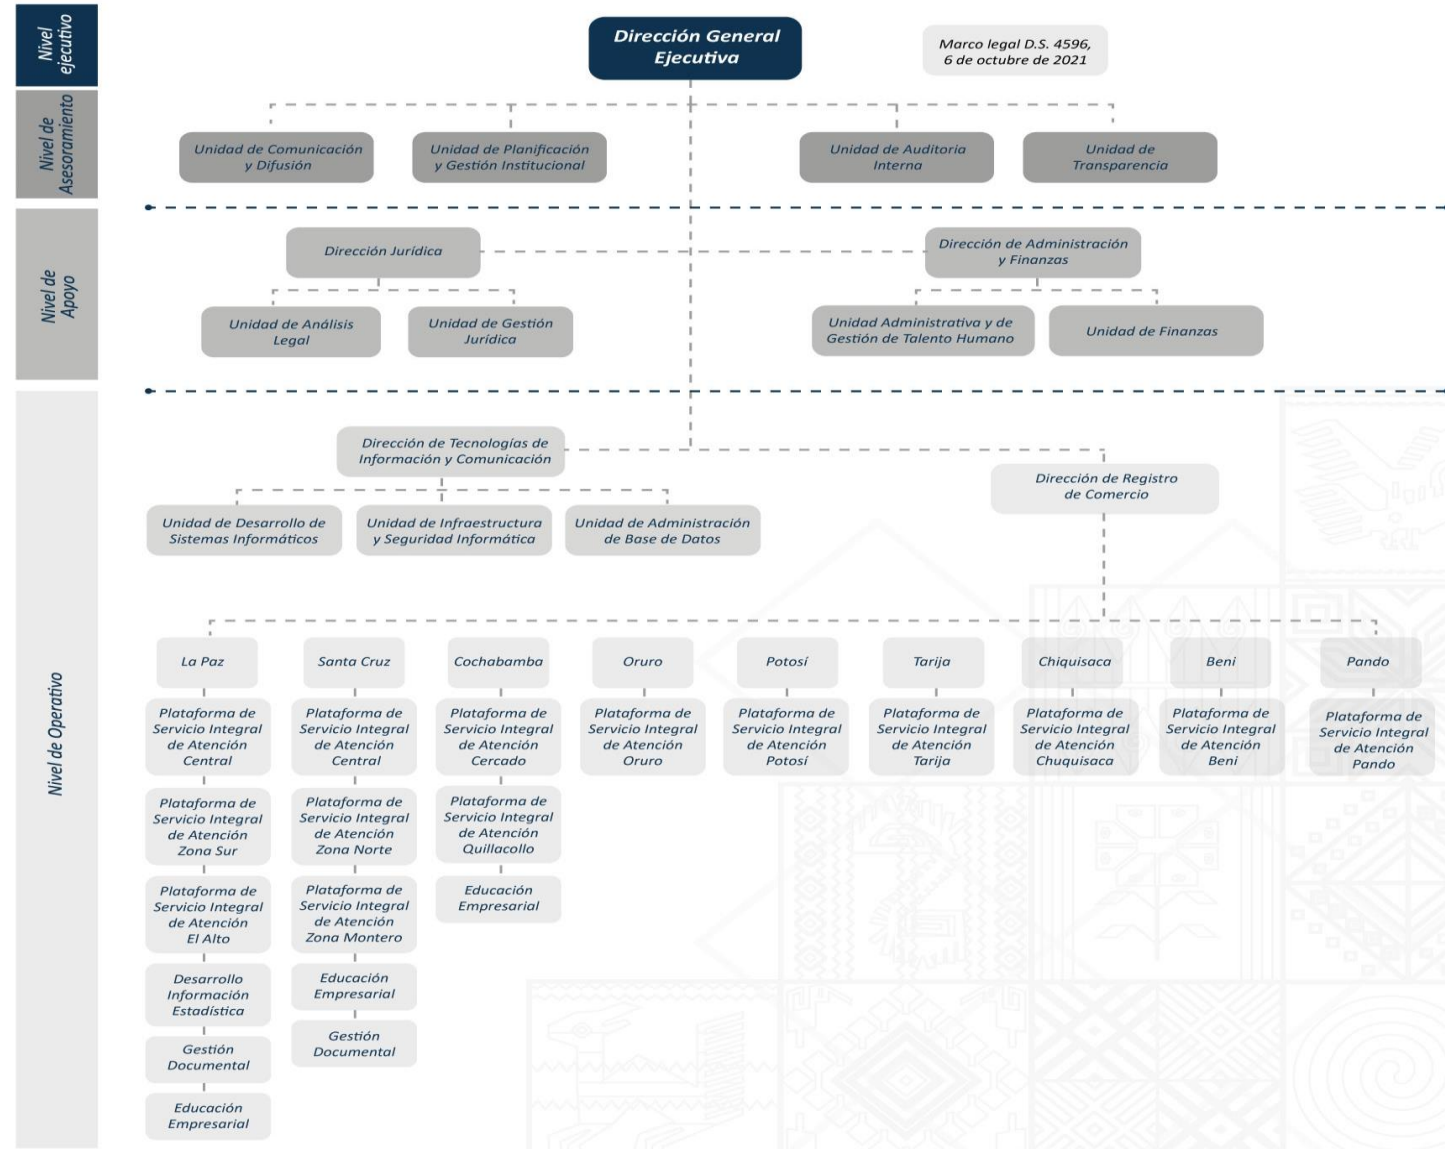 Nivel
ejecutivo
Dirección General
Ejecutiva
Marco legal D.S. 4596,
6 de octubre de 2021
Nivel de
Asesoramiento
Unidad de Comunicación
y Difusión
Unidad de Planificación
y Gestión Institucional
Unidad de Auditoria
Interna
Unidad de
Transparencia
Nivel de
Apoyo
Dirección Jurídica
Dirección de Administración
y Finanzas
Unidad de Análisis
Legal
Unidad de Gestión
Jurídica
Unidad Administrativa y de
Gestión de Talento Humano
Unidad de Finanzas
Nivel de Operativo
Dirección de Tecnologías de
Información y Comunicación
Dirección de Registro
de Comercio
Unidad de Desarrollo de
Sistemas Informáticos
Unidad de Infraestructura
y Seguridad Informática
Unidad de Administración
de Base de Datos
La Paz
Plataforma de
Servicio Integral
de Atención
Central
Plataforma de
Servicio Integral
de Atención
Zona Sur
Plataforma de
Servicio Integral
de Atención
El Alto
Desarrollo
Información
Estadística
Gestión
Documental
Educación
Empresarial
Santa Cruz
Plataforma de
Servicio Integral
de Atención
Central
Plataforma de
Servicio Integral
de Atención
Zona Norte
Plataforma de
Servicio Integral
de Atención
Zona Montero
Educación
Empresarial
Gestión
Documental
Cochabamba
Plataforma de
Servicio Integral
de Atención
Cercado
Plataforma de
Servicio Integral
de Atención
Quillacollo
Educación
Empresarial
Oruro
Plataforma de
Servicio Integral
de Atención
Oruro
Potosí
Plataforma de
Servicio Integral
de Atención
Potosí
Tarija
Plataforma de
Servicio Integral
de Atención
Tarija
Chiquisaca
Plataforma de
Servicio Integral
de Atención
Chuquisaca
Beni
Plataforma de
Servicio Integral
de Atención
Beni
Pando
Plataforma de
Servicio Integral
de Atención
Pando